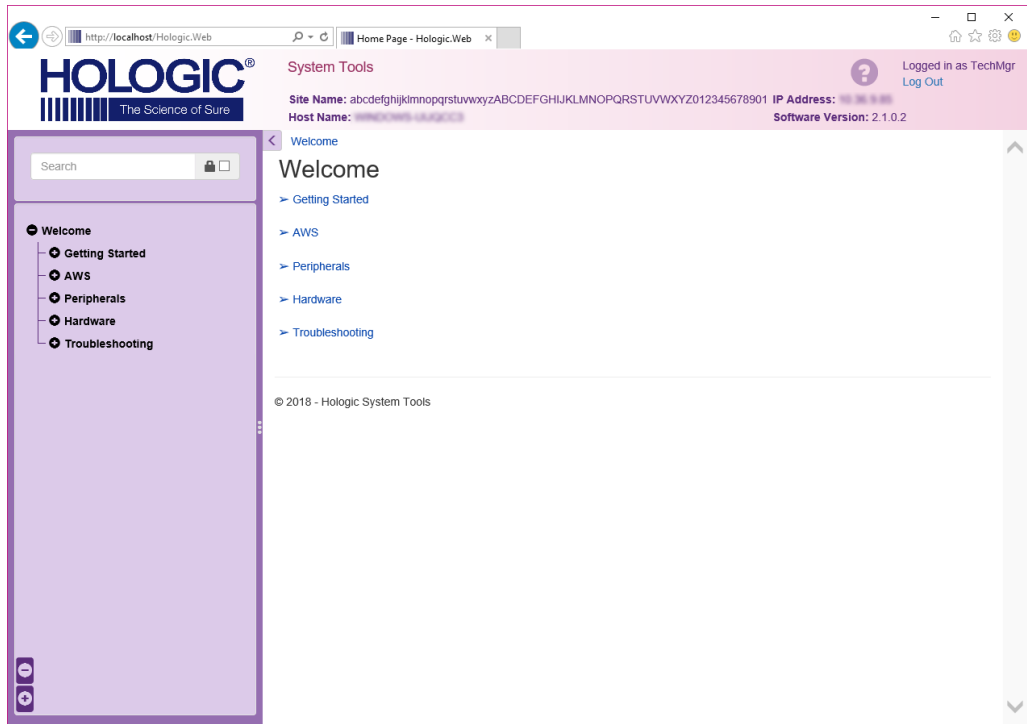 http://localhost/Hologic.Web
Home Page - Hologic.Web
HOLOGIC®
The Science of Sure
System Tools
Logged in as TechMgr
Log Out
Site Name: abcdefghijklmnopqrstuvwxyzABCDEFGHIJKLMNOPQRSTUVWXYZ012345678901 IP Address:
Host Name: Software Version: 2.1.0.2
Search
Welcome
Getting Started
AWS
Peripherals
Hardware
Troubleshooting
Welcome
Welcome
➢ Getting Started
➢ AWS
➢ Peripherals
➢ Hardware
➢ Troubleshooting
© 2018 - Hologic System Tools